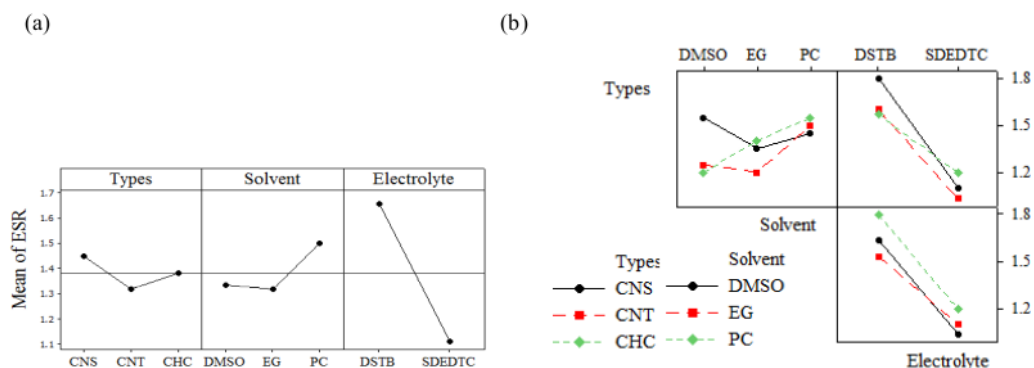 (a)
Types Solvent Electrolyte
Mean of ESR
1.7
1.6
1.5
1.4
1.3
1.2
1.1
CNS CNT CHC DMSO EG PC DSTB SDEDTC
(b)
DMSO EG PC DSTB SDEDTC
Types
1.8
1.5
1.2
Solvent
1.8
1.5
1.2
Electrolyte
Types
CNS
CNT
CHC
Solvent
DMSO
EG
PC